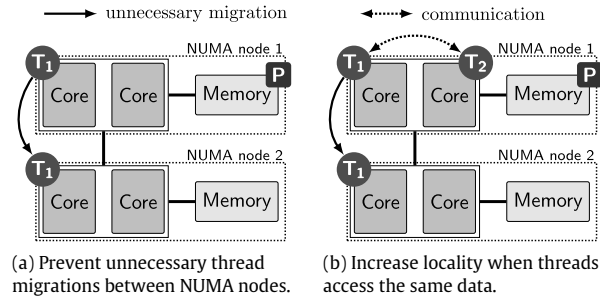 unnecessary migration
communication
NUMA node 1
T1
Core
Core
Memory
P
NUMA node 2
T1
Core
Core
Memory
(a) Prevent unnecessary thread
migrations between NUMA nodes.
NUMA node 1
T1
T2
Core
Core
Memory
P
NUMA node 2
T1
Core
Core
Memory
(b) Increase locality when threads
access the same data.